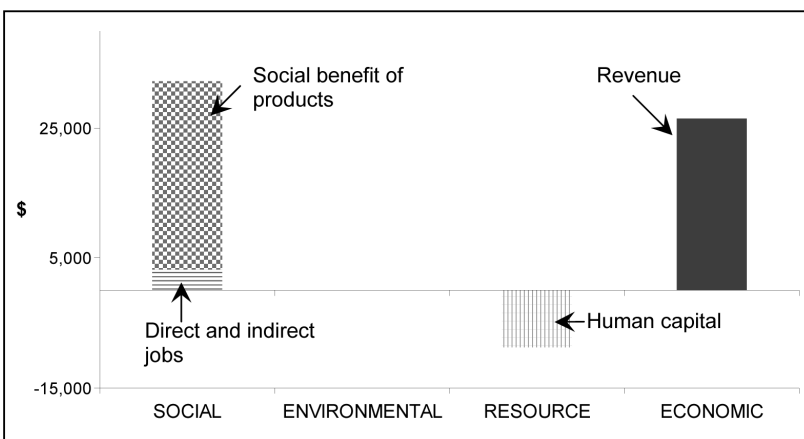 Social benefit of
products
Revenue
25,000
$
5,000
Direct and indirect
jobs
Human capital
-15,000
SOCIAL ENVIRONMENTAL RESOURCE ECONOMIC